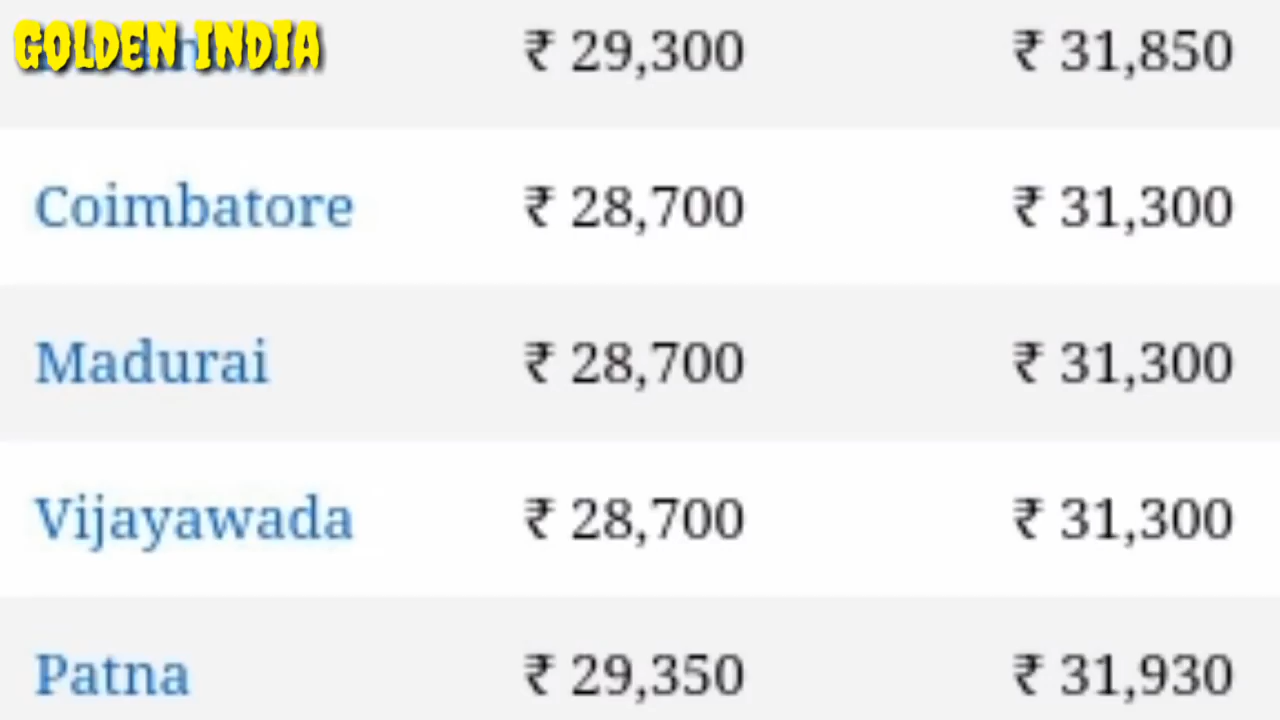 GOLDEN INDIA ₹ 29,300 ₹ 31,850
Coimbatore ₹ 28,700 ₹ 31,300
Madurai ₹ 28,700 ₹ 31,300
Vijayawada ₹ 28,700 ₹ 31,300
Patna ₹ 29,350 ₹ 31,930